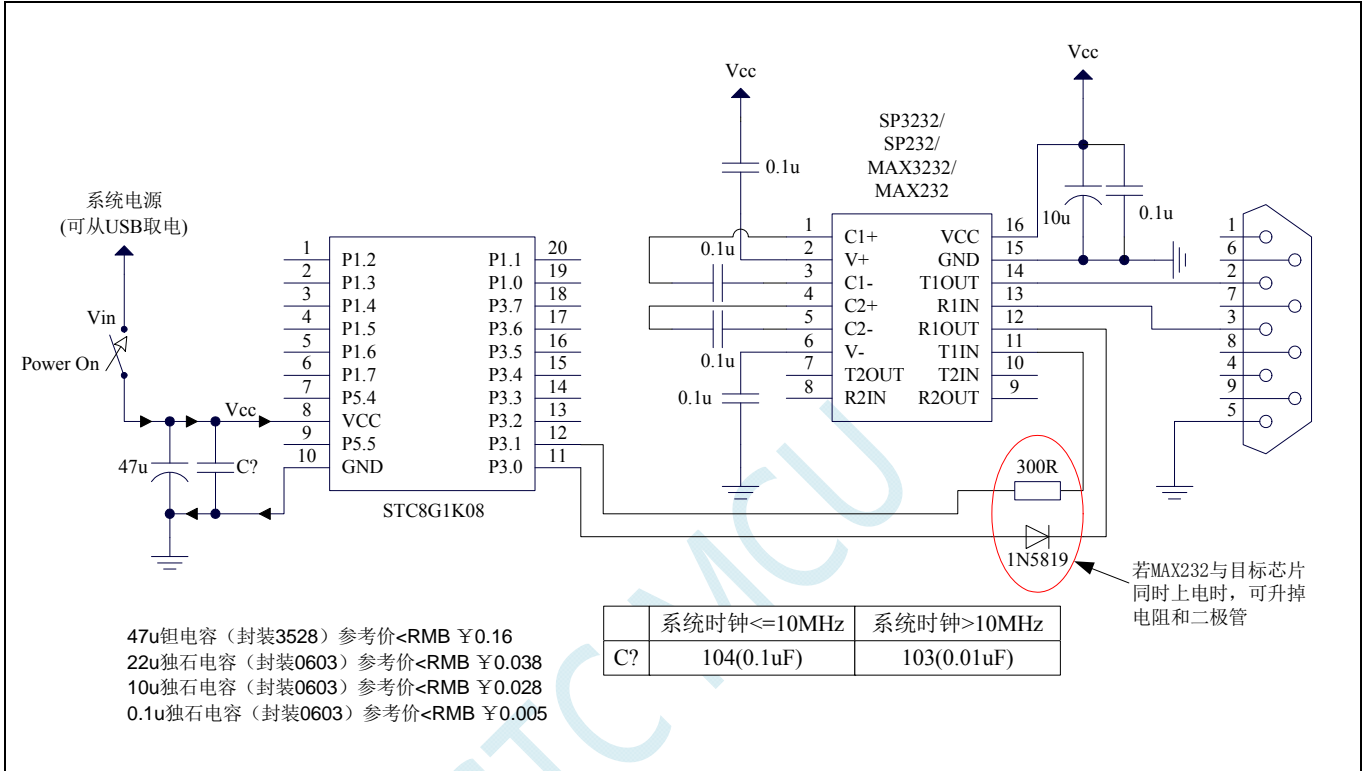 Vcc
Vcc
SP3232/
SP232/
MAX3232/
MAX232
0.1u
10u
0.1u
系统电源
(可从USB取电)
Vin
Power On
Vcc
47u
C?
1 P1.2 P1.1 20
2 P1.3 P1.0 19
3 P1.4 P3.7 18
4 P1.5 P3.6 17
5 P1.6 P3.5 16
6 P1.7 P3.4 15
7 P5.4 P3.3 14
8 VCC P3.2 13
9 P5.5 P3.1 12
10 GND P3.0 11
STC8G1K08
0.1u
0.1u
0.1u
1 C1+ VCC 16
2 V+ GND 15
3 C1- T1OUT 14
4 C2+ R1IN 13
5 C2- R1OUT 12
6 V- T1IN 11
7 T2OUT T2IN 10
8 R2IN R2OUT 9
1
6
2
7
3
8
4
9
5
300R
1N5819
若MAX232与目标芯片
同时上电时，可升掉
电阻和二极管
47u钽电容（封装3528）参考价<RMB ￥0.16
22u独石电容（封装0603）参考价<RMB ￥0.038
10u独石电容（封装0603）参考价<RMB ￥0.028
0.1u独石电容（封装0603）参考价<RMB ￥0.005
系统时钟<=10MHz 系统时钟>10MHz
C? 104(0.1uF) 103(0.01uF)
STC MCU